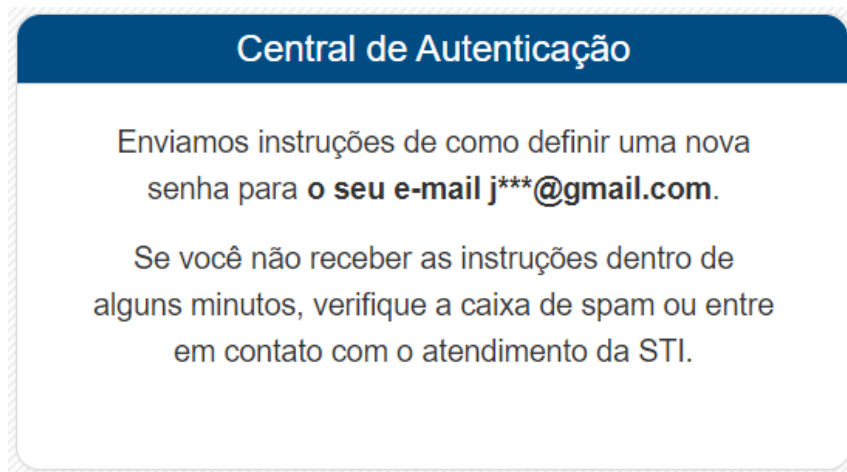 Central de Autenticação
Enviamos instruções de como definir uma nova
senha para o seu e-mail j***@gmail.com.
Se você não receber as instruções dentro de
alguns minutos, verifique a caixa de spam ou entre
em contato com o atendimento da STI.